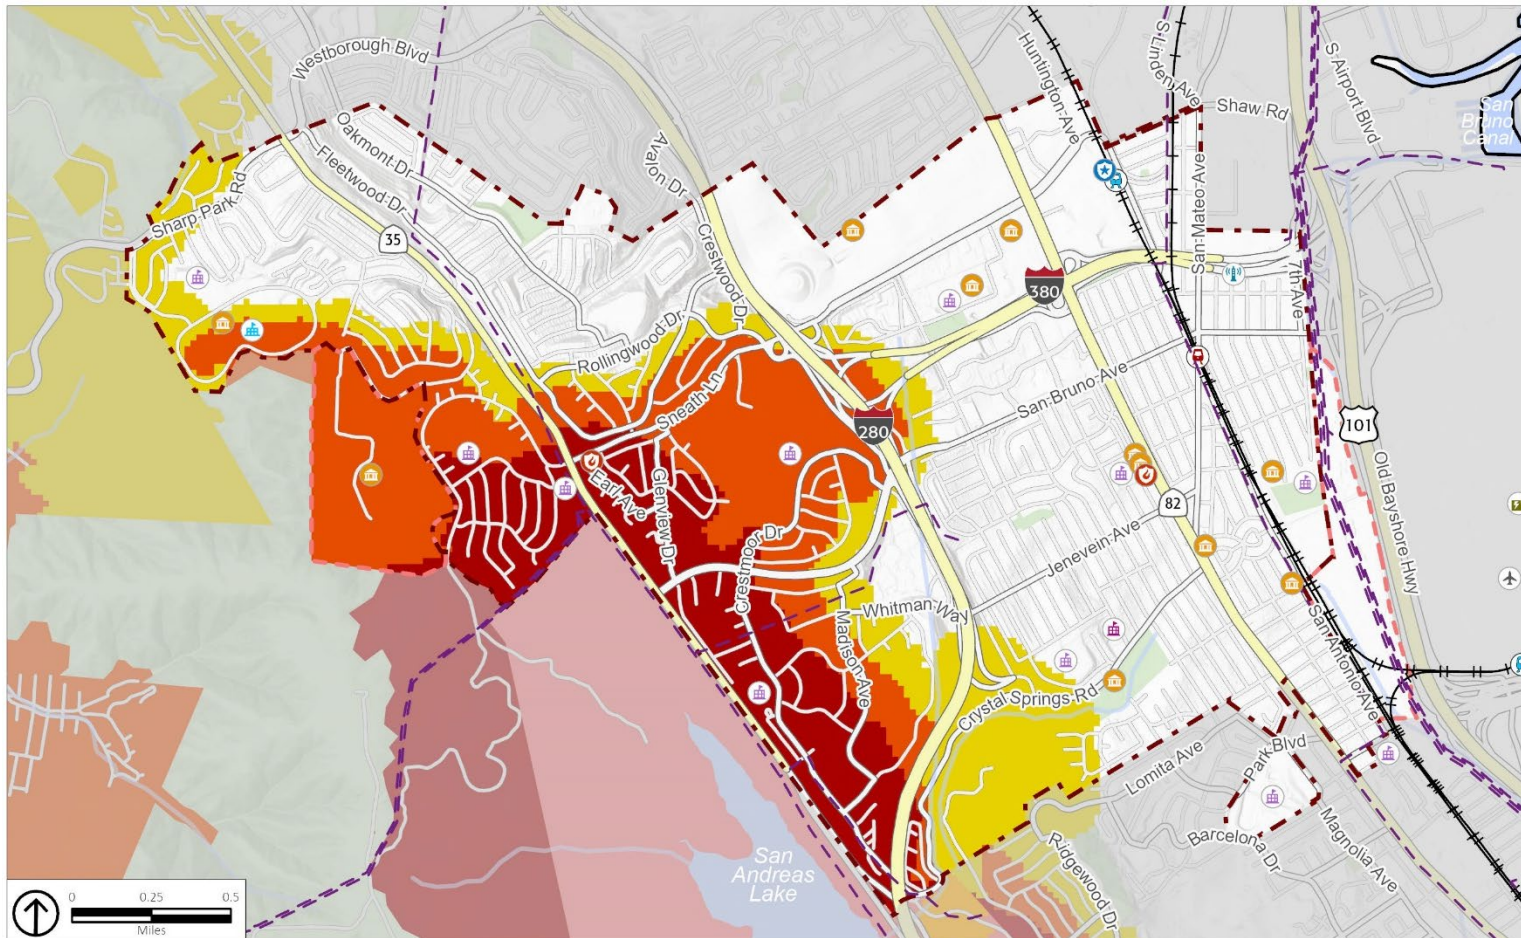 Westborough Blvd
Huntington Ave
S Linden Ave
Shaw Rd
S Airport Blvd
San
Bruno
Canal
Oakmont Dr
Fleetwood Dr
Avalon Dr
San Mateo Ave
Sharp Park Rd
35
Crestwood Dr
380
7th Ave
Rollingwood Dr
Sneath Ln
San Bruno Ave
280
101
Earl Ave
Glenview Dr
Old Bayshore Hwy
82
Crestmoor Dr
Jenevein Ave
Whitman Way
Madison Ave
San Antonio Ave
Crystal Springs Rd
Park Blvd
Lomita Ave
Barcelona Dr
Magnolia Ave
Ridgewood Dr
San
Andreas
Lake
0 0.25 0.5
Miles